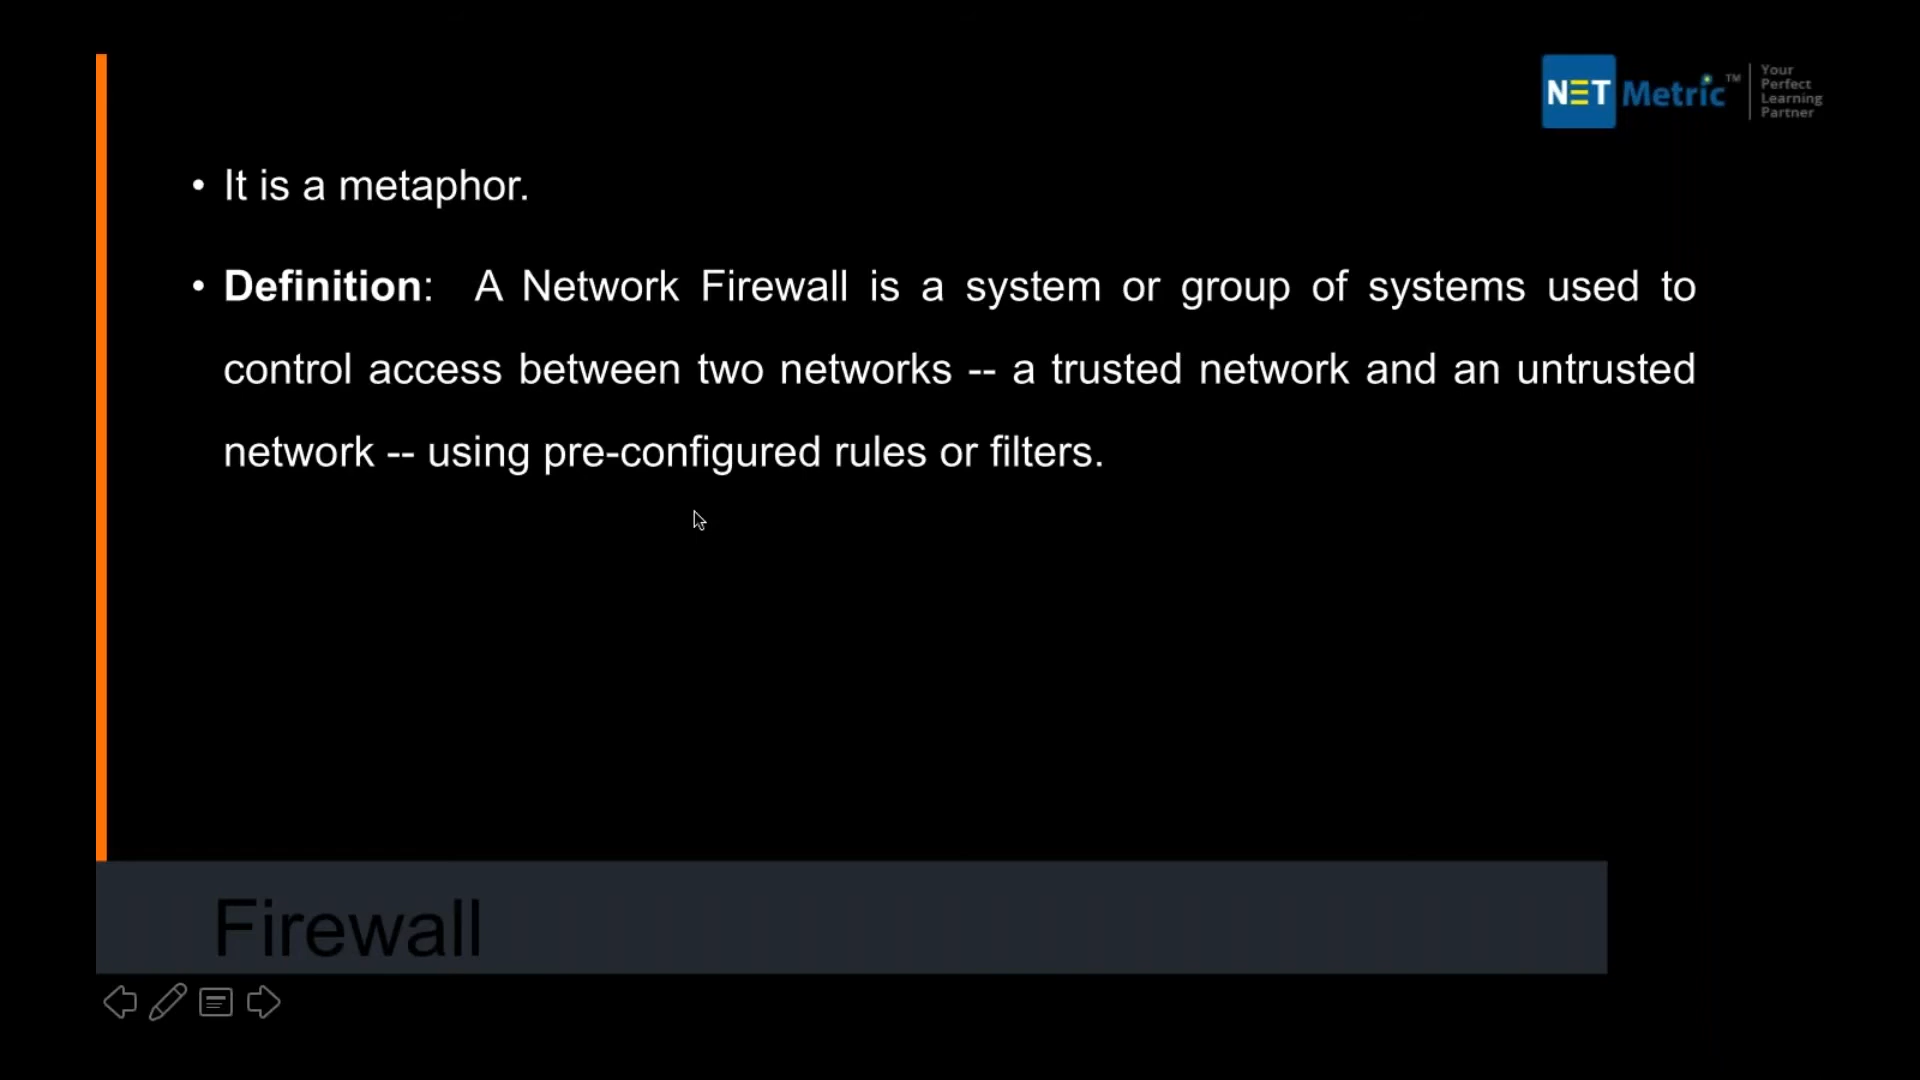 NET Metric™
Your
Perfect
Learning
Partner
• It is a metaphor.
• Definition: A Network Firewall is a system or group of systems used to
control access between two networks -- a trusted network and an untrusted
network -- using pre-configured rules or filters.
Firewall